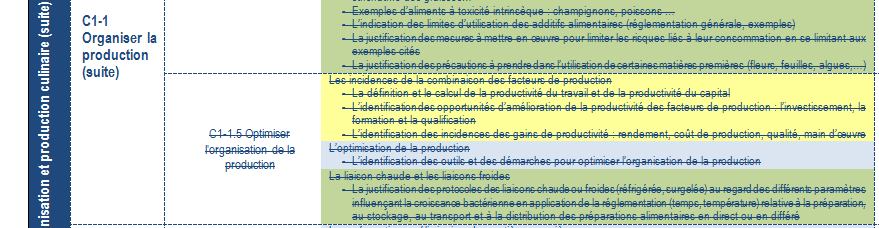 nisation et production culinaire (suite)
C1-1
Organiser la
production
(suite)
- Exemples d'aliments à toxicité intrinsèque : champignons, poissons …
- L'indication des limites d'utilisation des additifs alimentaires (réglementation générale, exemples)
- La justification des mesures à mettre en œuvre pour limiter les risques liés à leur consommation en se limitant aux
exemples cités
- La justification des précautions à prendre dans l'utilisation de certaines matières premières (fleurs, feuilles, algues,…)
C1-1.5 Optimiser
l'organisation de la
production
Les incidences de la combinaison des facteurs de production
- La définition et le calcul de la productivité du travail et de la productivité du capital
- L'identification des opportunités d'amélioration de la productivité des facteurs de production : l'investissement, la
formation et la qualification
- L'identification des incidences des gains de productivité : rendement, coût de production, qualité, main d'œuvre
L'optimisation de la production
- L'identification des outils et des démarches pour optimiser l'organisation de la production
La liaison chaude et les liaisons froides
- La justification des protocoles des liaisons chaude ou froides (réfrigérée, surgelée) au regard des différents paramètres
influençant la croissance bactérienne en application de la réglementation (temps, température) relative à la préparation,
au stockage, au transport et à la distribution des préparations alimentaires en direct ou en différé